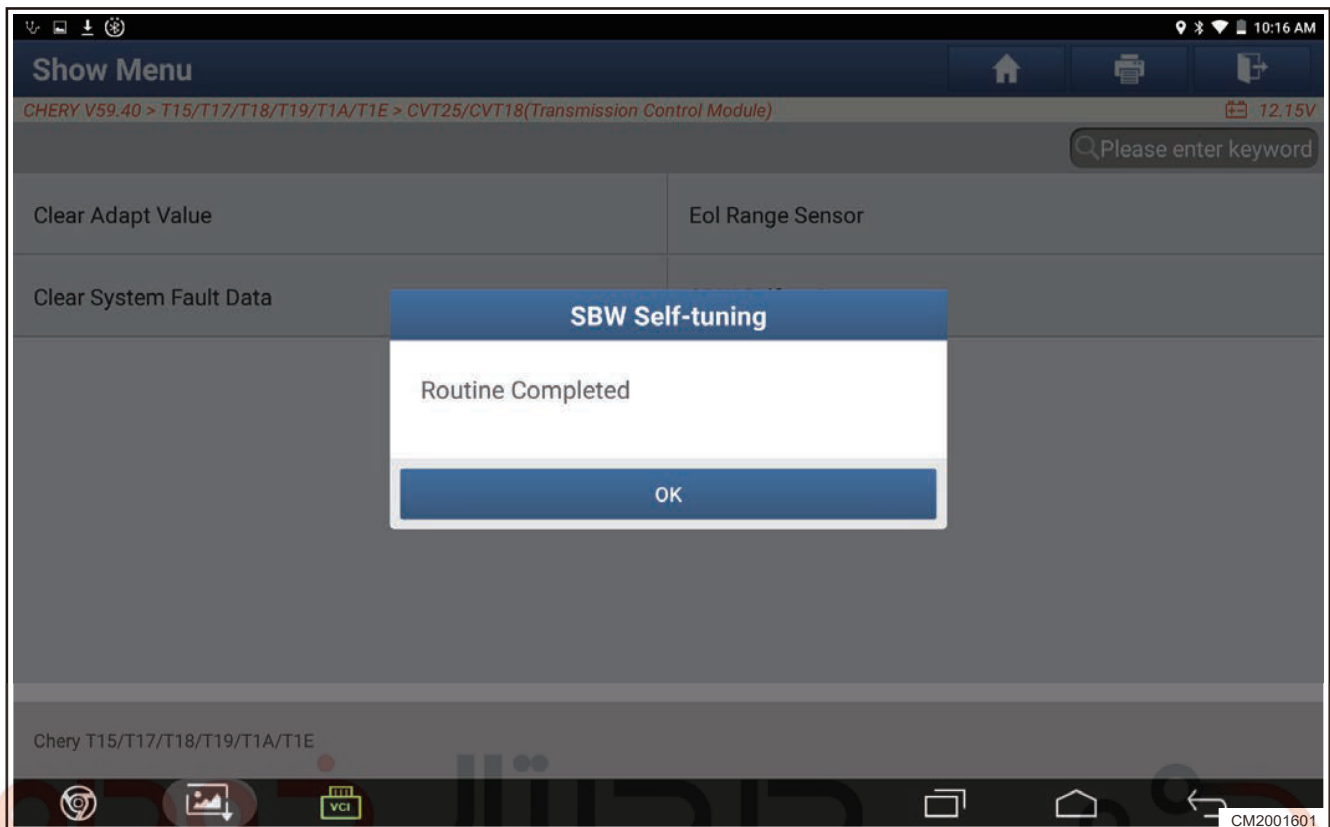 10:16 AM
Show Menu
CHERY V59.40 > T15/T17/T18/T19/T1A/T1E > CVT25/CVT18(Transmission Control Module)
12.15V
Please enter keyword
Clear Adapt Value
Eol Range Sensor
Clear System Fault Data
SBW Self-tuning
Routine Completed
OK
Chery T15/T17/T18/T19/T1A/T1E
VCI
CM2001601